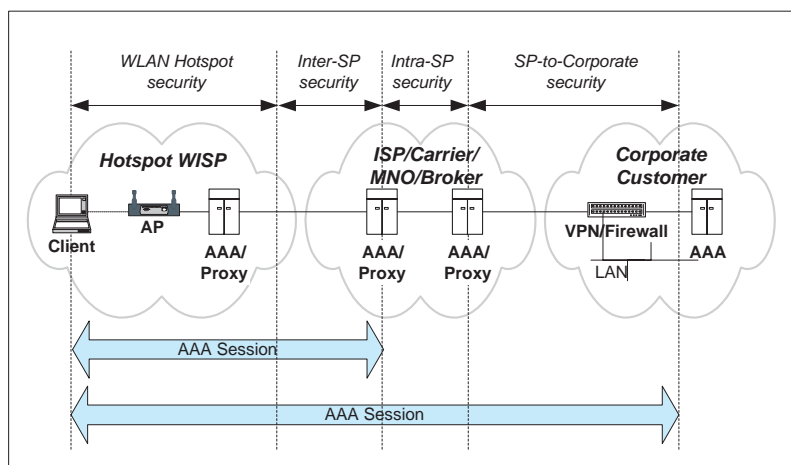 WLAN Hotspot
security
Inter-SP
security
Intra-SP
security
SP-to-Corporate
security
Hotspot WISP
ISP/Carrier/
MNO/Broker
Corporate
Customer
Client
AP
AAA/
Proxy
AAA/
Proxy
AAA/
Proxy
VPN/Firewall
LAN
AAA
AAA Session
AAA Session